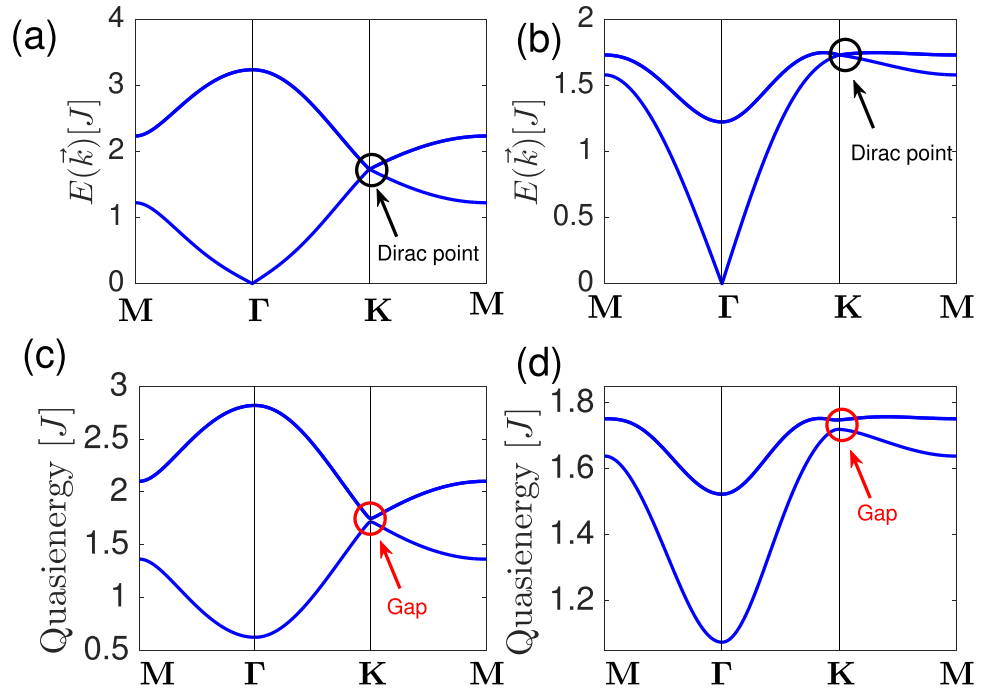 (a)
4
3
2
1
0
E(k⃗)[J]
Dirac point
M Γ K M
(b)
2
1.5
1
0.5
0
E(k⃗)[J]
Dirac point
M Γ K M
(c)
3
2.5
2
1.5
1
0.5
Quasienergy [J]
Gap
M Γ K M
(d)
1.8
1.6
1.4
1.2
Quasienergy [J]
Gap
M Γ K M